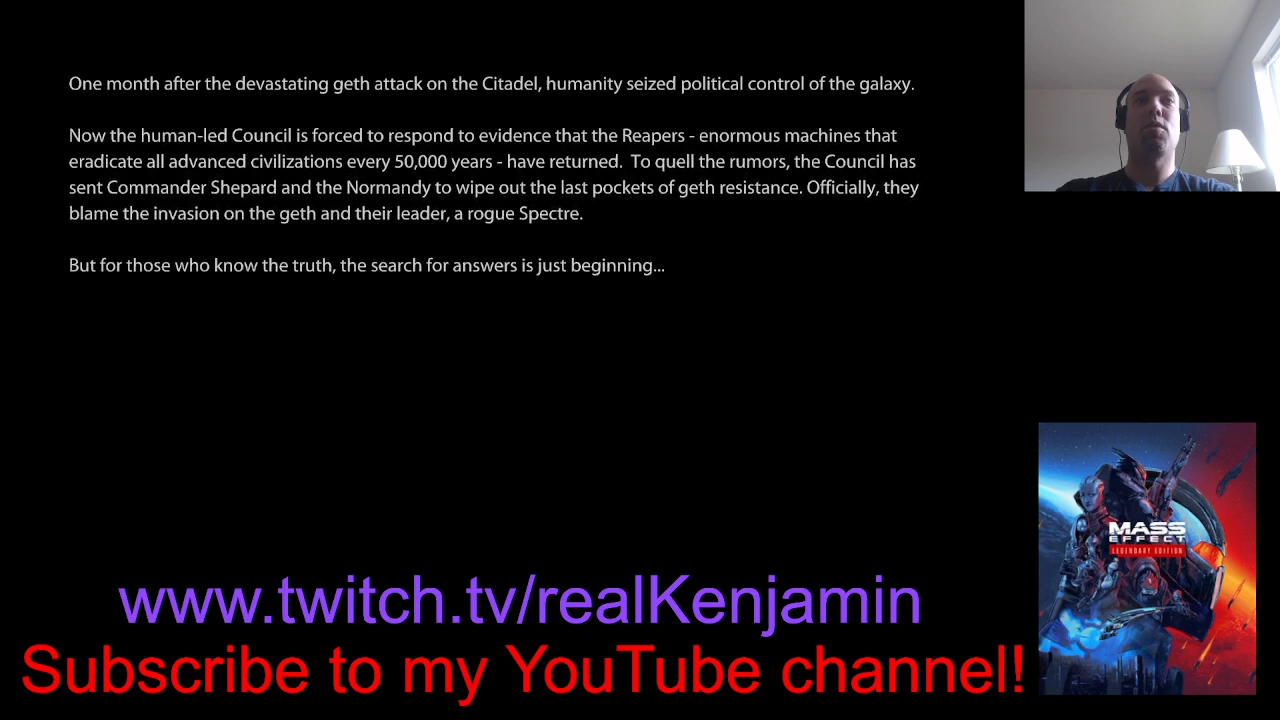 One month after the devastating geth attack on the Citadel, humanity seized political control of the galaxy.
Now the human-led Council is forced to respond to evidence that the Reapers - enormous machines that
eradicate all advanced civilizations every 50,000 years - have returned.  To quell the rumors, the Council has
sent Commander Shepard and the Normandy to wipe out the last pockets of geth resistance. Officially, they
blame the invasion on the geth and their leader, a rogue Spectre.
But for those who know the truth, the search for answers is just beginning...
MASS
EFFECT
LEGENDARY EDITION
www.twitch.tv/realKenjamin
Subscribe to my YouTube channel!